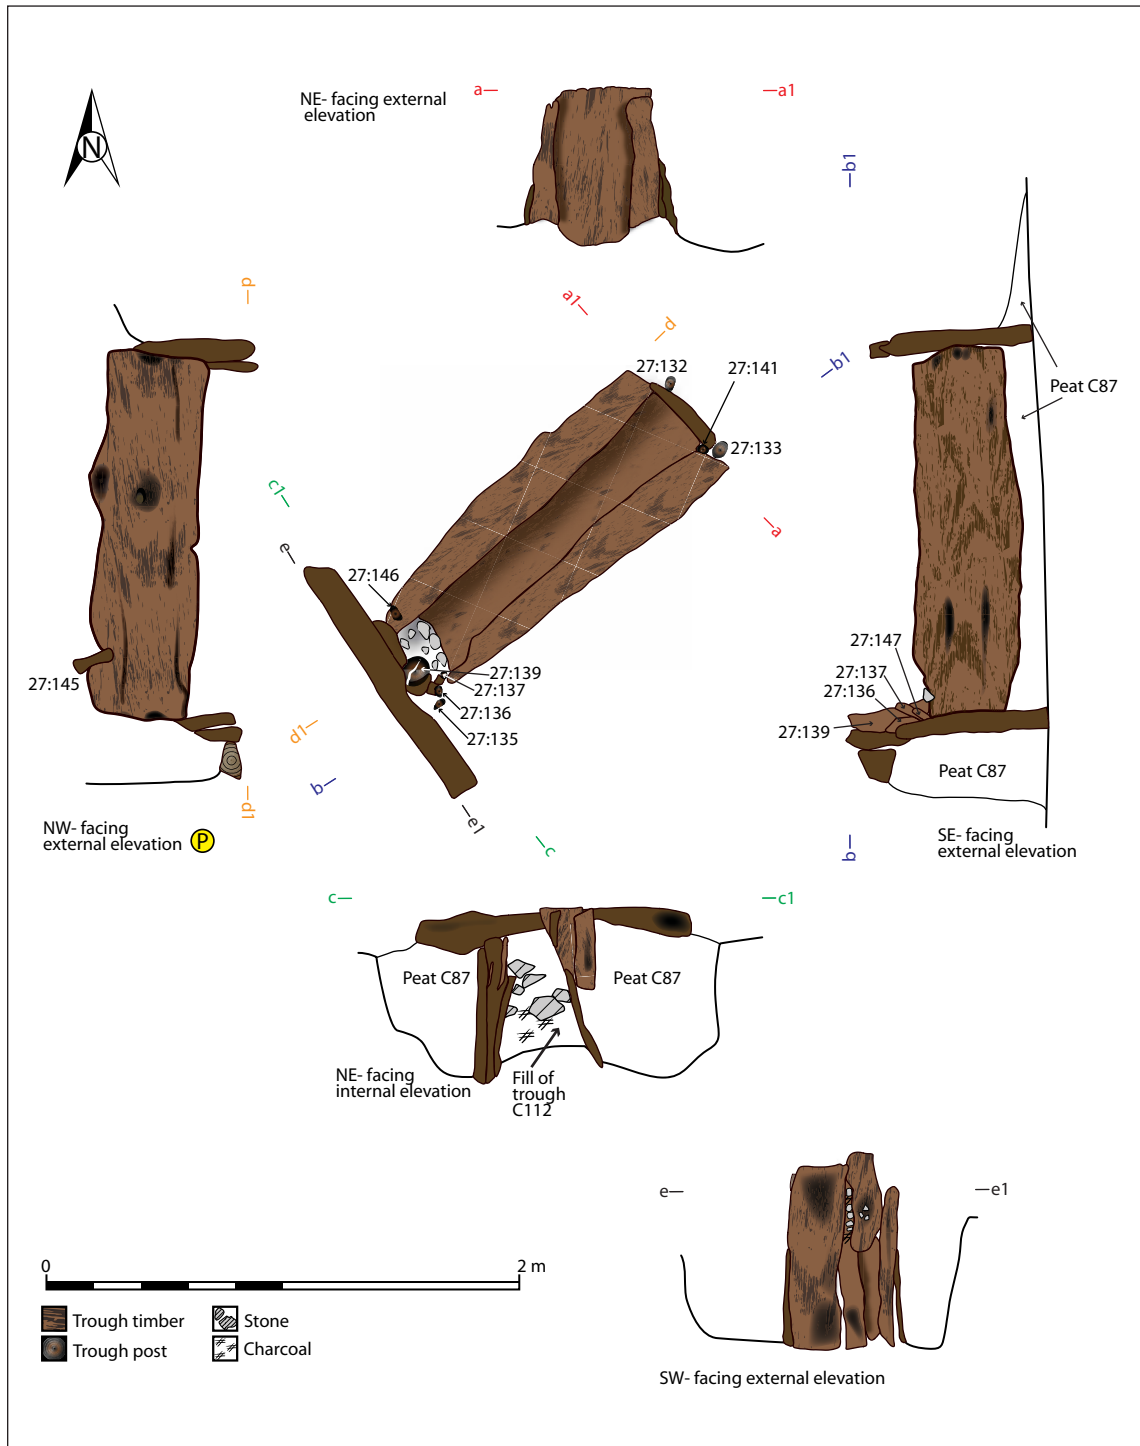 NE- facing external
elevation
a—
—a1
N
—b1
d
a1—
—d
27:132
27:141
—b1
Peat C87
27:133
c1—
—a
e—
27:146
27:147
27:137
27:136
27:139
27:139
27:137
27:136
27:135
27:145
d1—
b—
Peat C87
—d1
—e1
NW- facing
external elevation
P
—c
b—
SE- facing
external elevation
c—
—c1
Peat C87
Peat C87
NE- facing
internal elevation
Fill of
trough
C112
e—
—e1
0
2 m
Trough timber
Stone
Trough post
Charcoal
SW- facing external elevation